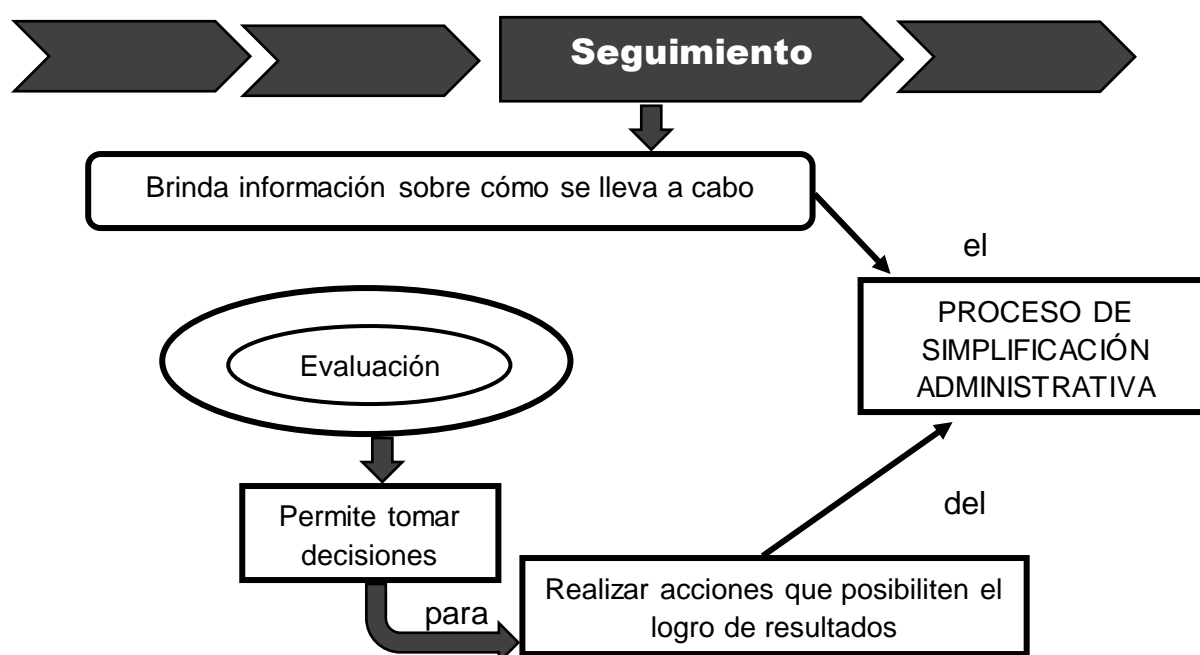 Seguimiento
Brinda información sobre cómo se lleva a cabo
el
PROCESO DE
SIMPLIFICACIÓN
ADMINISTRATIVA
Evaluación
Permite tomar
decisiones
para
Realizar acciones que posibiliten el
logro de resultados
del